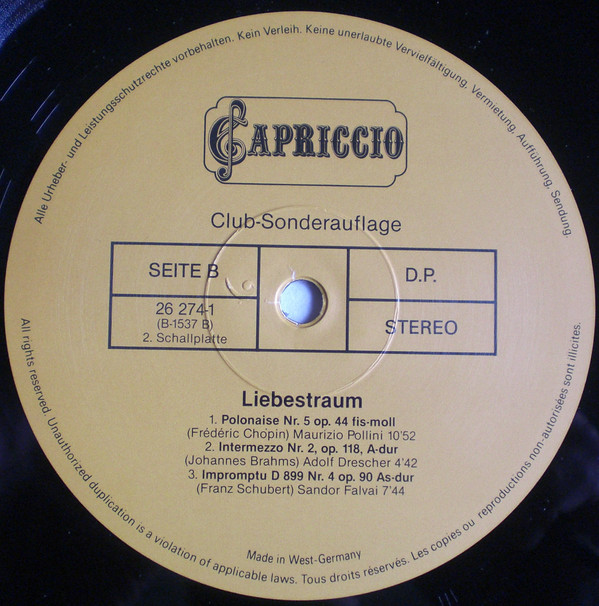 Alle Urheber- und Leistungsschutzrechte vorbehalten. Kein Verleih. Keine unerlaubte Vervielfältigung, Vermietung, Aufführung, Sendung.
CAPRICCIO
Club-Sonderauflage
SEITE B
D.P.
26 274-1
(B-1537 B)
2. Schallplatte
STEREO
Liebestraum
1. Polonaise Nr. 5 op. 44 fis-moll
(Frédéric Chopin) Maurizio Pollini 10'52
2. Intermezzo Nr. 2, op. 118, A-dur
(Johannes Brahms) Adolf Drescher 4'42
3. Impromptu D 899 Nr. 4 op. 90 As-dur
(Franz Schubert) Sandor Falvai 7'44
Made in West-Germany
All rights reserved. Unauthorized duplication is a violation of applicable laws. Tous droits réservés. Les copies ou reproductions non-autorisées sont illicites.